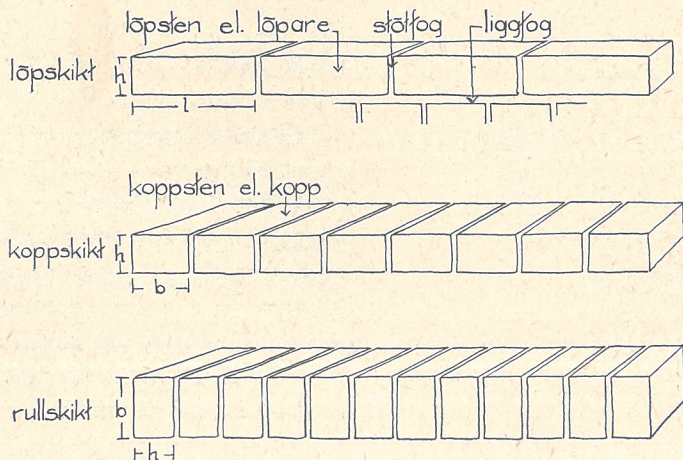 löpsten el. löpare stötfog liggfog
löpskikt h
l
koppsten el. kopp
koppskikt h
b
rullskikt b
h